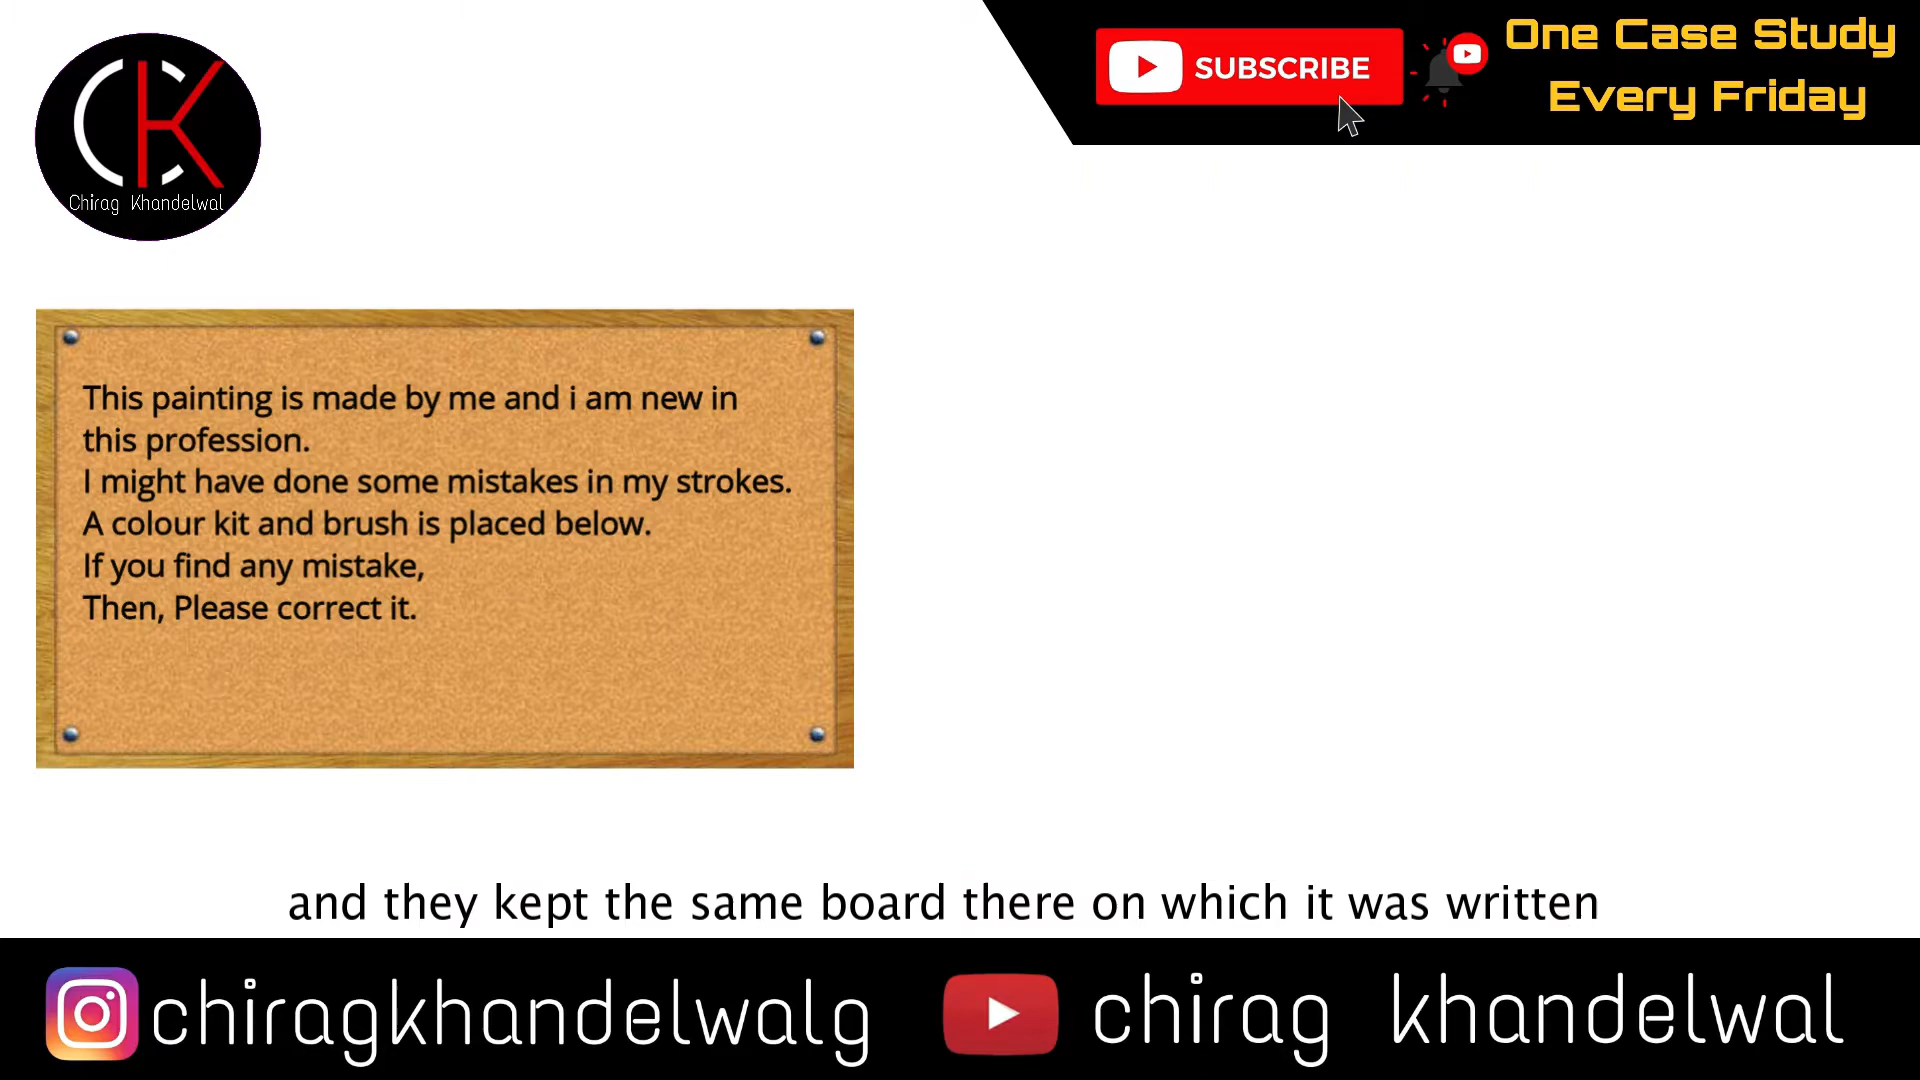 CK
Chirag Khandelwal
SUBSCRIBE
One Case Study
Every Friday
This painting is made by me and i am new in
this profession.
I might have done some mistakes in my strokes.
A colour kit and brush is placed below.
If you find any mistake,
Then, Please correct it.
and they kept the same board there on which it was written
chiragkhandelwalg
chirag khandelwal